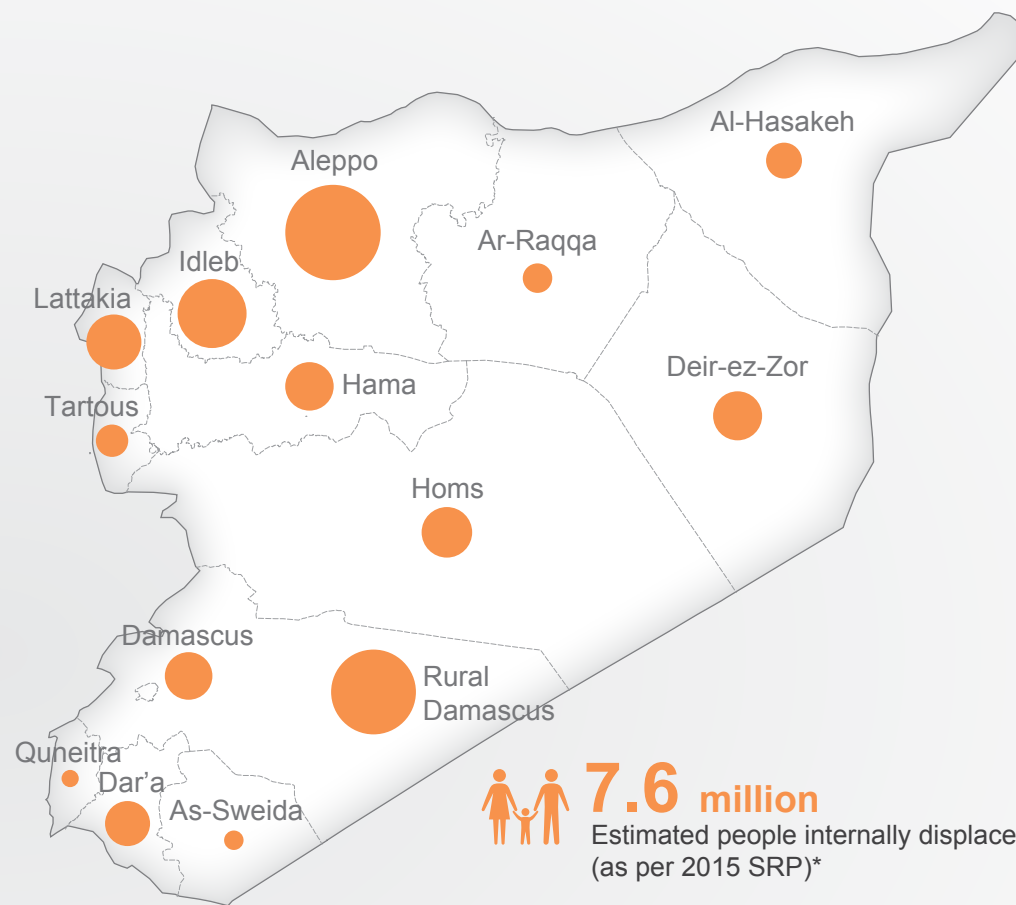 Al-Hasakeh
Aleppo
Ar-Raqqa
Idleb
Lattakia
Deir-ez-Zor
Hama
Tartous
Homs
Damascus
Rural
Damascus
Quneitra
Dar'a
As-Sweida
7.6 million
Estimated people internally displace
(as per 2015 SRP)*